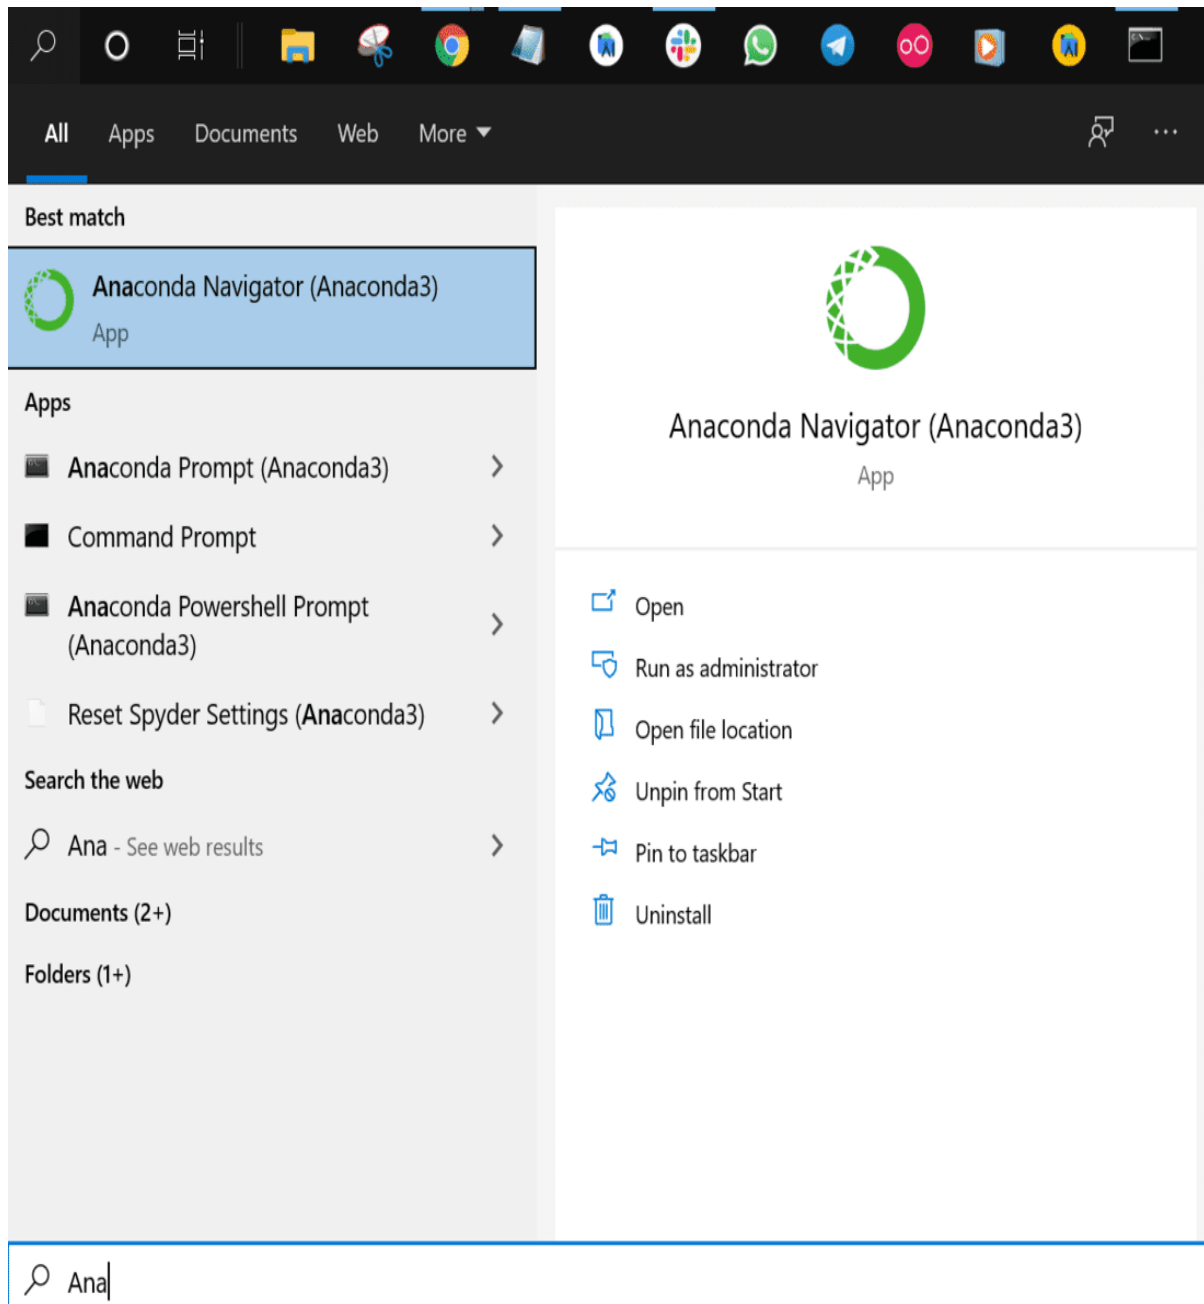 All Apps Documents Web More
Best match
Anaconda Navigator (Anaconda3)
App
Apps
Anaconda Prompt (Anaconda3)
Command Prompt
Anaconda Powershell Prompt
(Anaconda3)
Reset Spyder Settings (Anaconda3)
Search the web
Ana - See web results
Documents (2+)
Folders (1+)
Anaconda Navigator (Anaconda3)
App
Open
Run as administrator
Open file location
Unpin from Start
Pin to taskbar
Uninstall
Ana